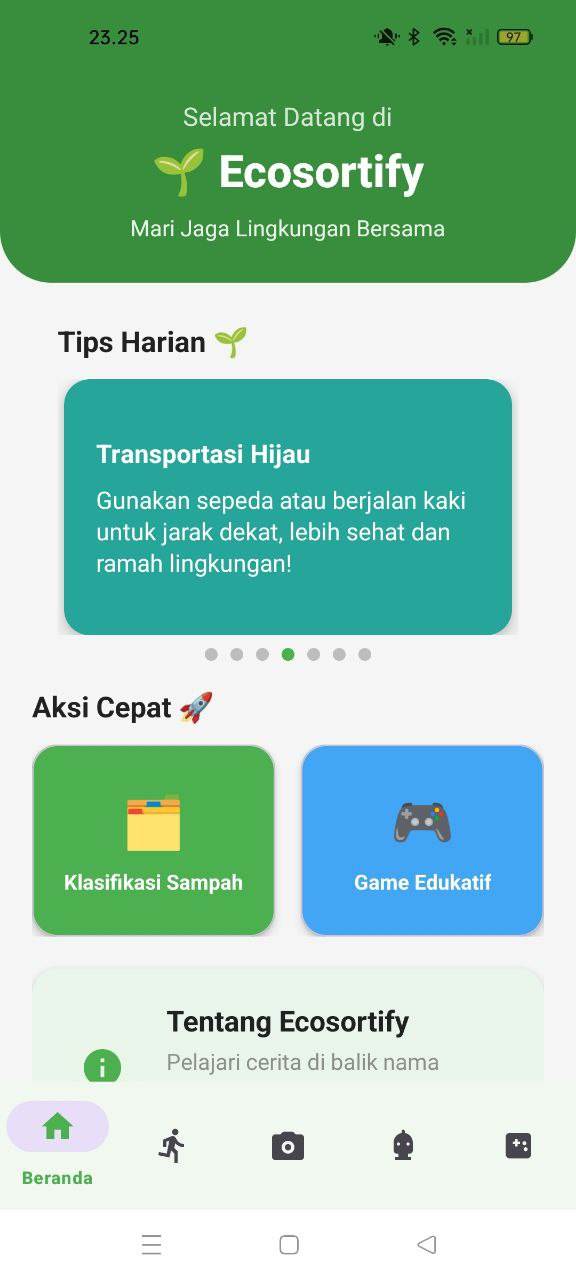 23.25
97
Selamat Datang di
🌱 Ecosortify
Mari Jaga Lingkungan Bersama
Tips Harian 🌱
Transportasi Hijau
Gunakan sepeda atau berjalan kaki
untuk jarak dekat, lebih sehat dan
ramah lingkungan!
Aksi Cepat 🚀
Klasifikasi Sampah
Game Edukatif
Tentang Ecosortify
Pelajari cerita di balik nama
Beranda